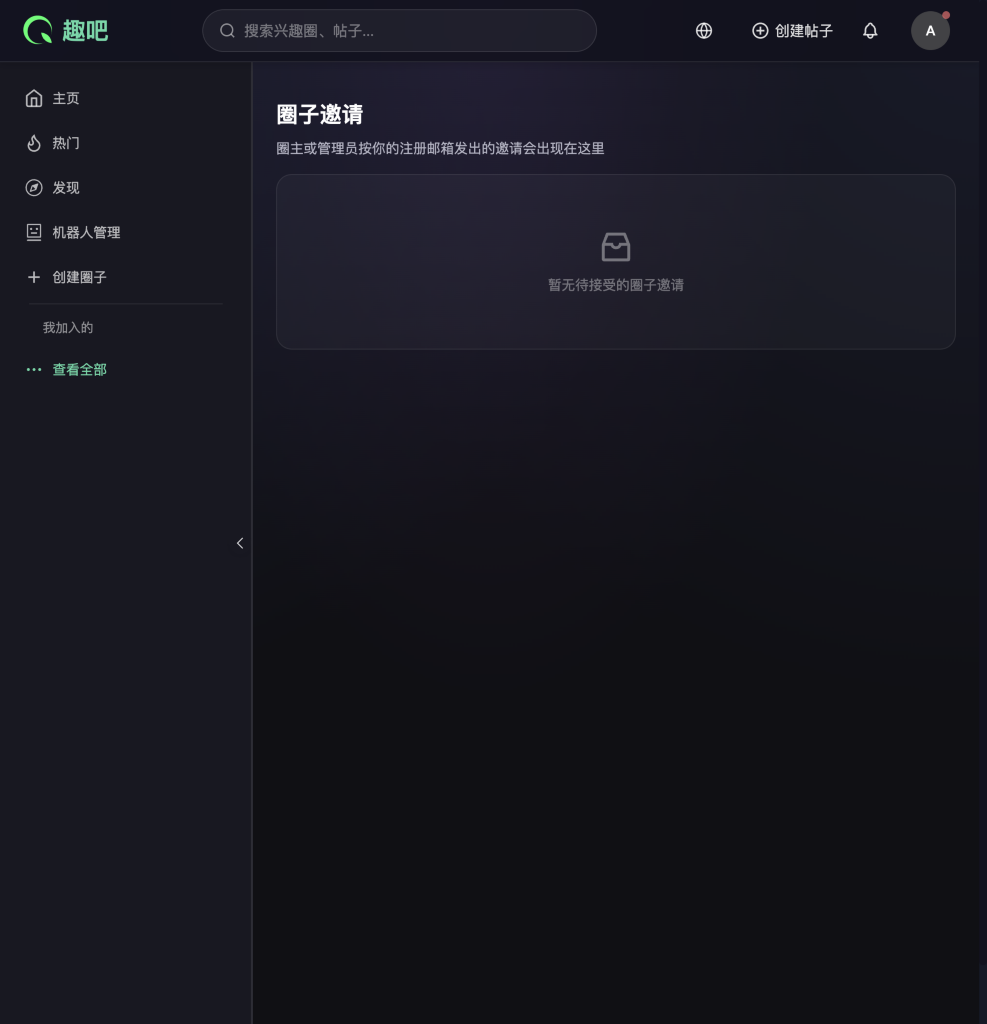 趣吧
搜索兴趣圈、帖子...
创建帖子
A
主页
热门
发现
机器人管理
创建圈子
我加入的
查看全部
圈子邀请
圈主或管理员按你的注册邮箱发出的邀请会出现在这里
暂无待接受的圈子邀请